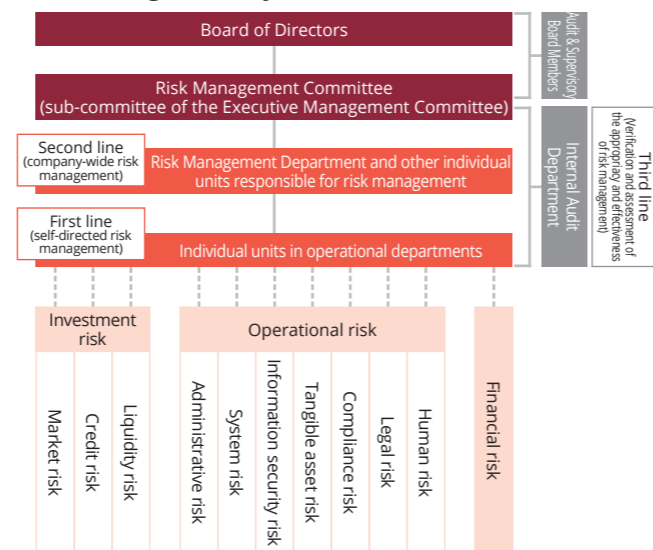 Board of Directors
Audit & Supervisory
Board Members
Risk Management Committee
(sub-committee of the Executive Management Committee)
Second line
(company-wide risk
management)
Risk Management Department and other individual
units responsible for risk management
First line
(self-directed risk
management)
Individual units in operational departments
Internal Audit
Department
Third line
(Verification and assessment of
the appropriacy and effectiveness
of risk management)
Investment
risk
Market risk
Credit risk
Liquidity risk
Operational risk
Administrative risk
System risk
Information security risk
Tangible asset risk
Compliance risk
Legal risk
Human risk
Financial risk